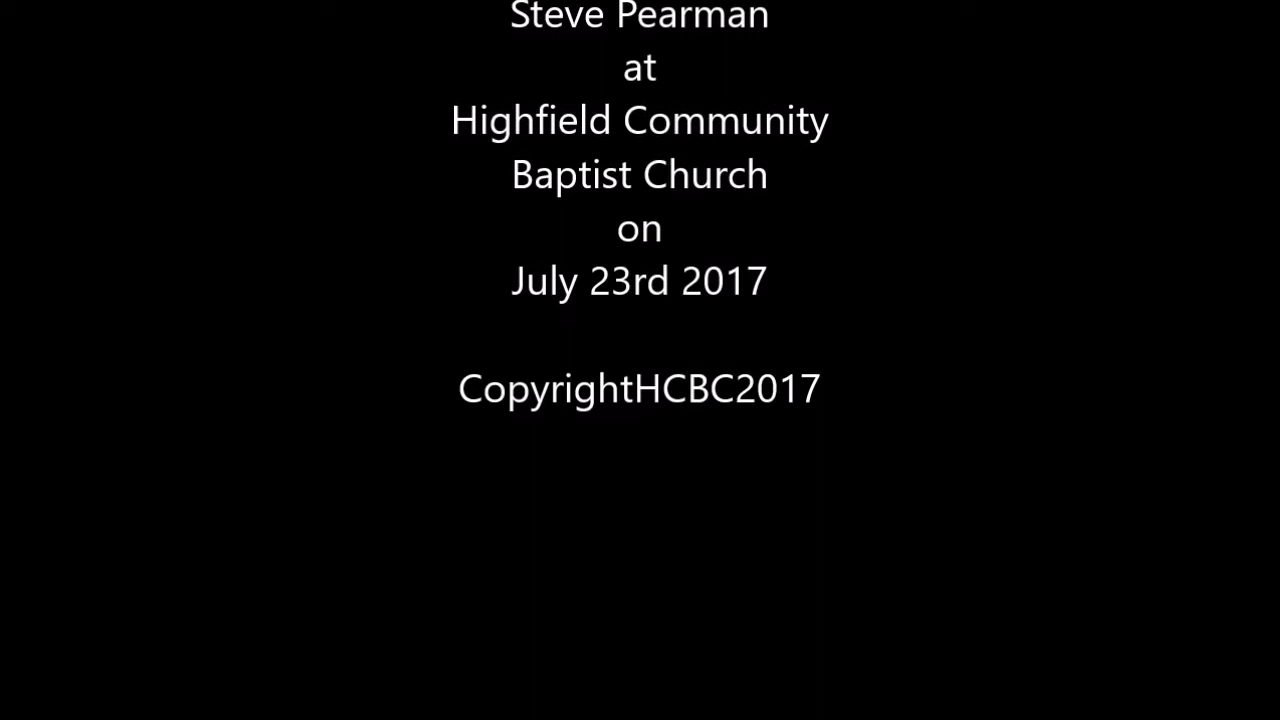 Steve Pearman
at
Highfield Community
Baptist Church
on
July 23rd 2017
CopyrightHCBC2017